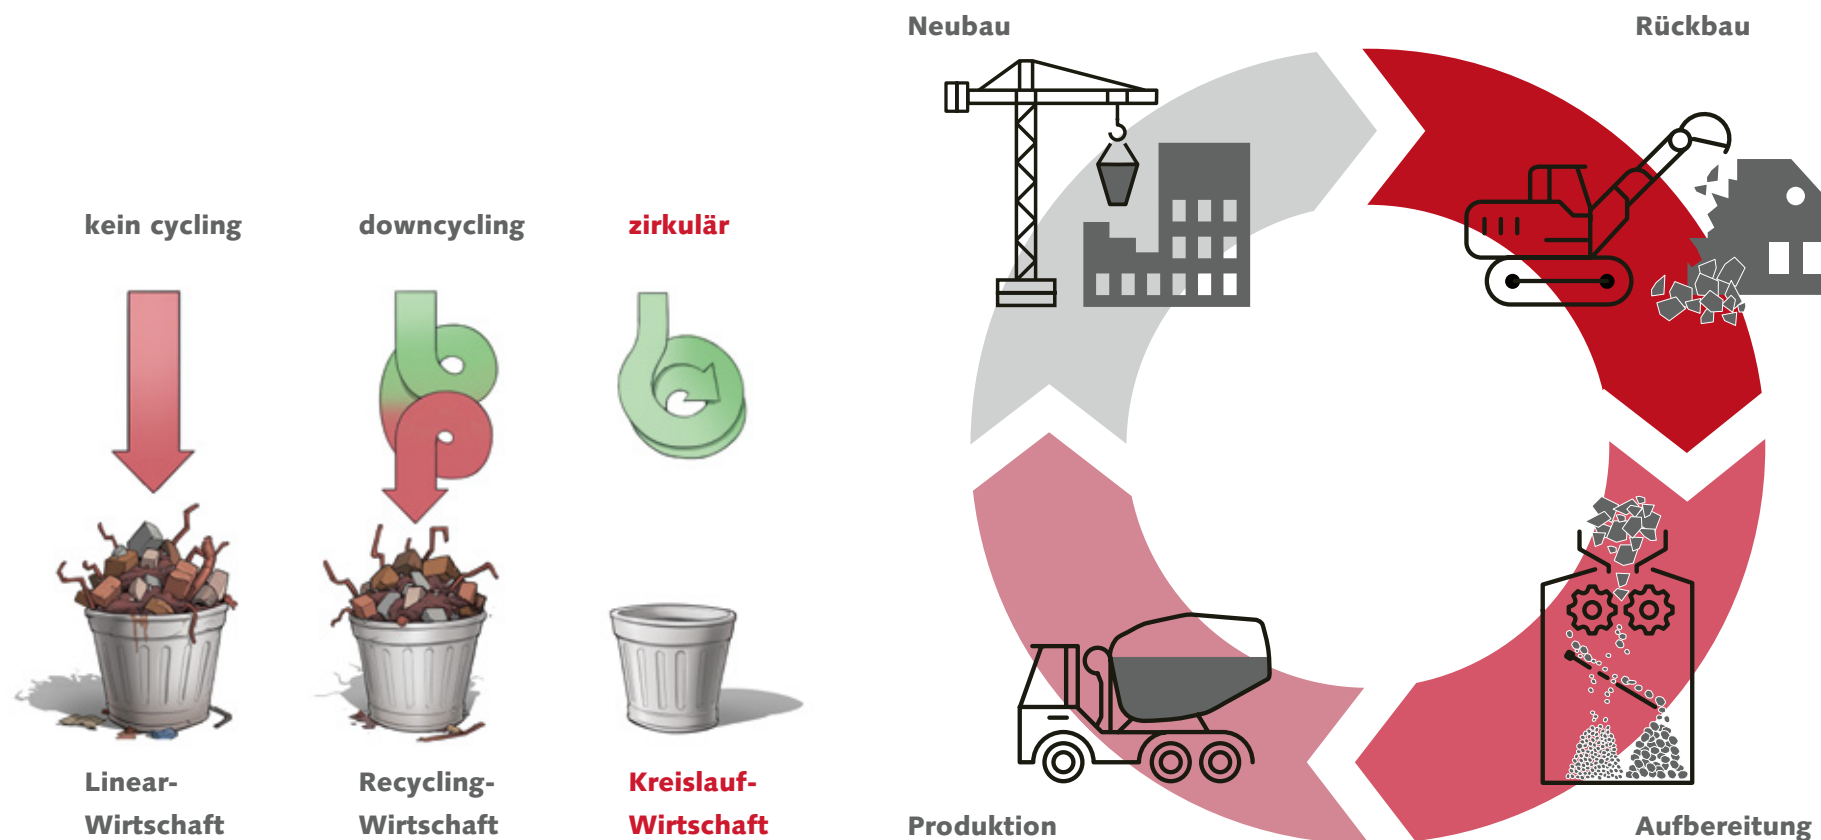 kein cycling
downcycling
zirkulär
Linear-
Wirtschaft
Recycling-
Wirtschaft
Kreislauf-
Wirtschaft
Neubau
Rückbau
Produktion
Aufbereitung